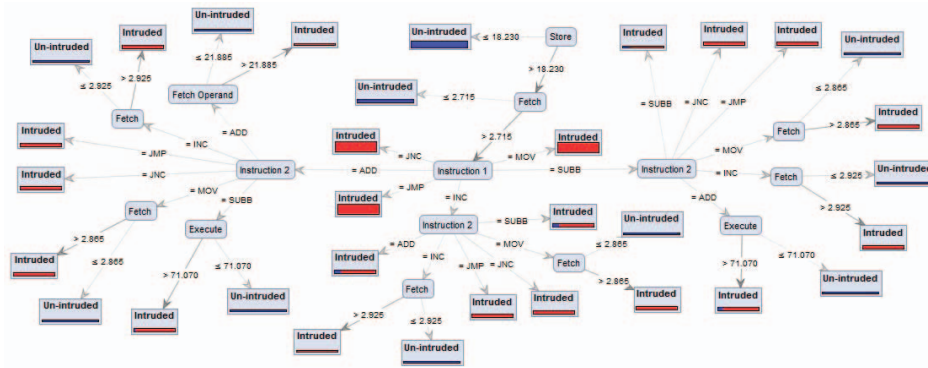 Un-intruded
Intruded
Un-intruded
Intruded
Un-intruded
≤ 18.230
Store
Intruded
Intruded
Intruded
Un-intruded
≤ 21.885
> 21.885
> 18.230
≤ 2.925
> 2.925
Fetch Operand
Un-intruded
≤ 2.715
Fetch
= SUBB
= JNC
= JMP
≤ 2.865
Fetch
= ADD
= INC
> 2.715
Fetch
> 2.865
Intruded
= MOV
Intruded
= JMP
Intruded
= JNC
= MOV
Intruded
Fetch
≤ 2.925
Un-intruded
= INC
Intruded
= JNC
Instruction 2
= ADD
Instruction 1
= SUBB
Instruction 2
= MOV
= SUBB
Intruded
= JMP
= INC
= ADD
> 2.925
Fetch
Execute
Instruction 2
= SUBB
Intruded
Un-intruded
Execute
Intruded
> 2.865
≤ 2.865
> 71.070
≤ 71.070
= ADD
= INC
= JMP
= JNC
= MOV
≤ 2.865
Fetch
> 2.865
> 71.070
≤ 71.070
Intruded
Intruded
Un-intruded
Intruded
Un-intruded
Fetch
> 2.925
≤ 2.925
Intruded
Intruded
Intruded
Intruded
Un-intruded
Intruded
Un-intruded